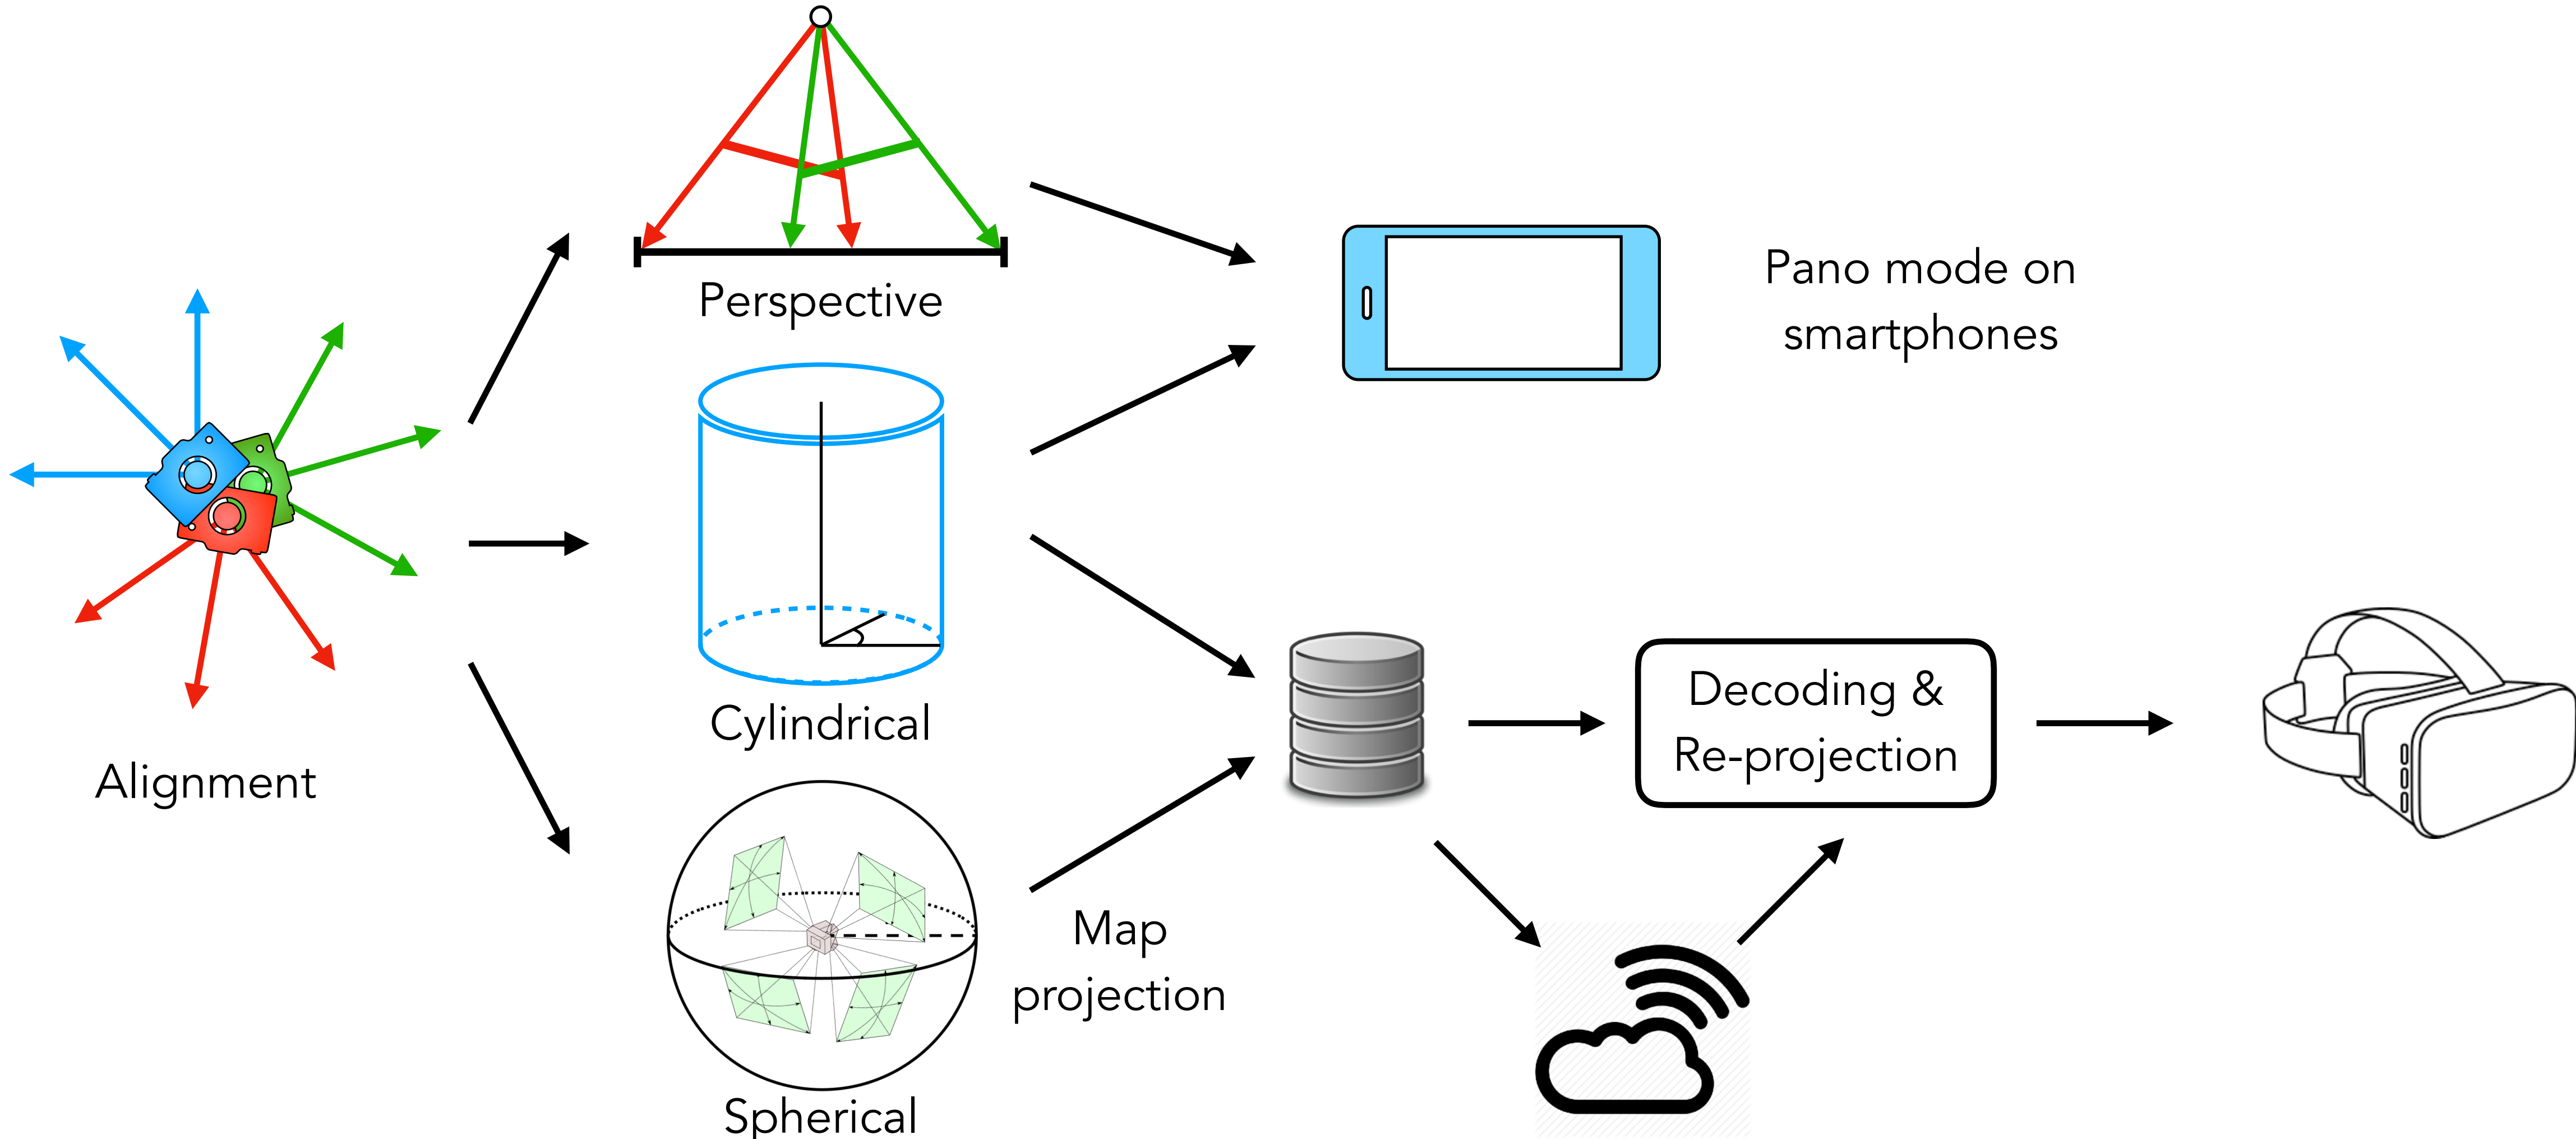 Perspective
Pano mode on
smartphones
Alignment
Cylindrical
Decoding &
Re-projection
Map
projection
Spherical